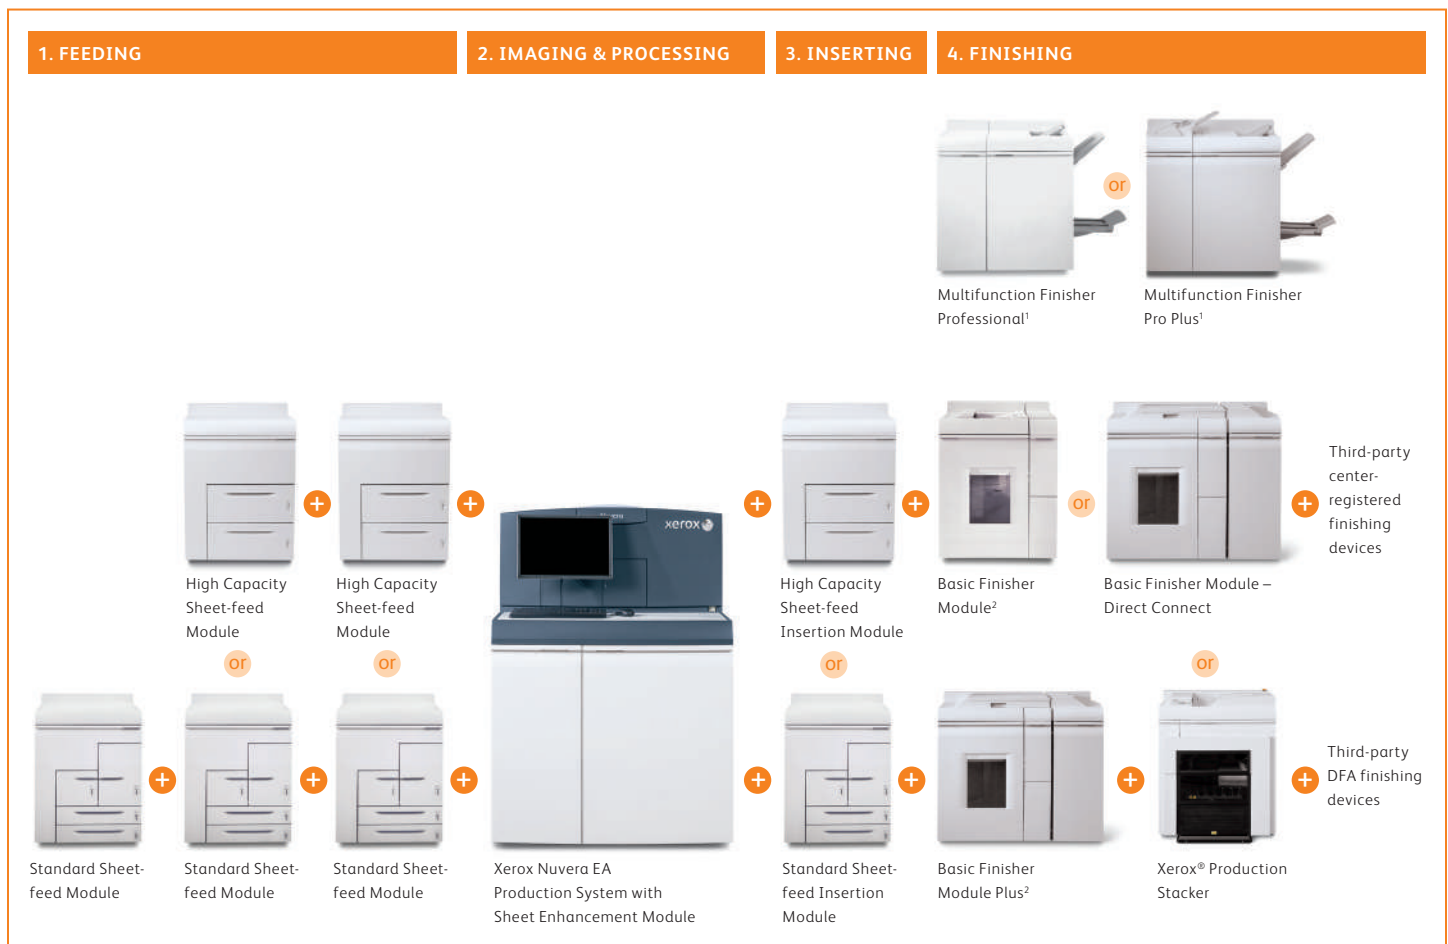 1. FEEDING
2. IMAGING & PROCESSING
3. INSERTING
4. FINISHING
or
Multifunction Finisher
Professional¹
Multifunction Finisher
Pro Plus¹
xerox
+
+
+
+
or
+
High Capacity
Sheet-feed
Module
High Capacity
Sheet-feed
Module
High Capacity
Sheet-feed
Insertion Module
Basic Finisher
Module²
Basic Finisher Module –
Direct Connect
Third-party
center-
registered
finishing
devices
or
or
or
or
+
+
+
+
+
+
+
Standard Sheet-
feed Module
Standard Sheet-
feed Module
Standard Sheet-
feed Module
Xerox Nuvera EA
Production System with
Sheet Enhancement Module
Standard Sheet-
feed Insertion
Module
Basic Finisher
Module Plus²
Xerox® Production
Stacker
Third-party
DFA finishing
devices